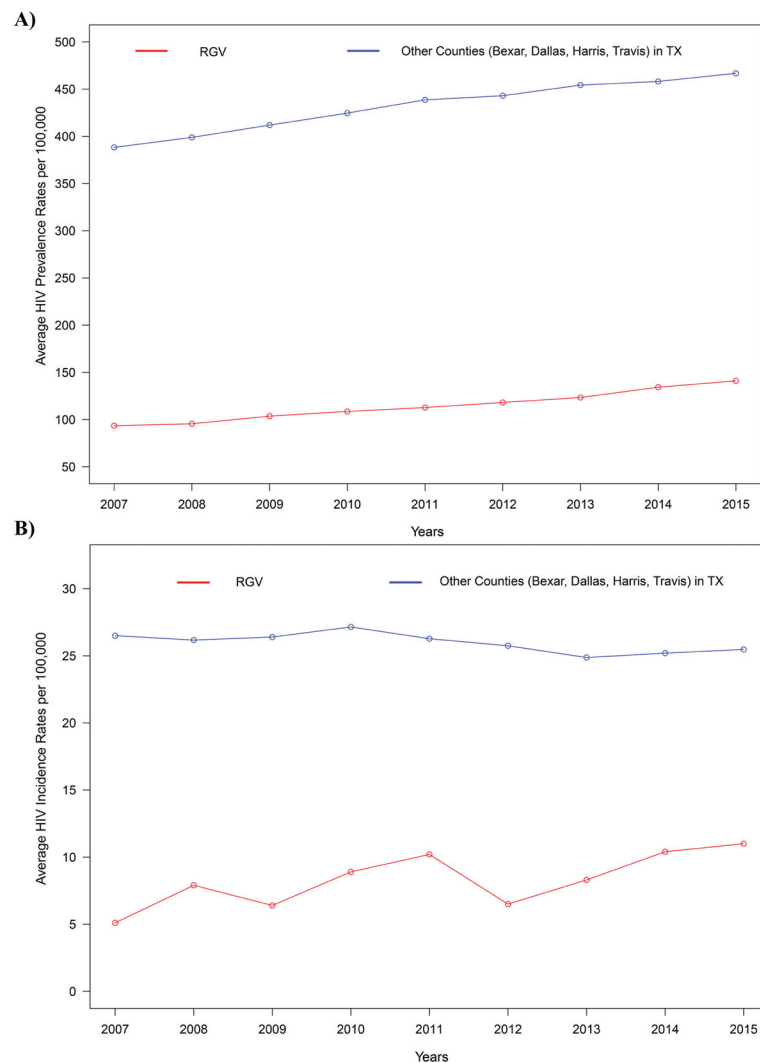 A)
RGV
Other Counties (Bexar, Dallas, Harris, Travis) in TX
Average HIV Prevalence Rates per 100,000
500
450
400
350
300
250
200
150
100
50
2007 2008 2009 2010 2011 2012 2013 2014 2015
Years
B)
RGV
Other Counties (Bexar, Dallas, Harris, Travis) in TX
Average HIV Incidence Rates per 100,000
30
25
20
15
10
5
0
2007 2008 2009 2010 2011 2012 2013 2014 2015
Years